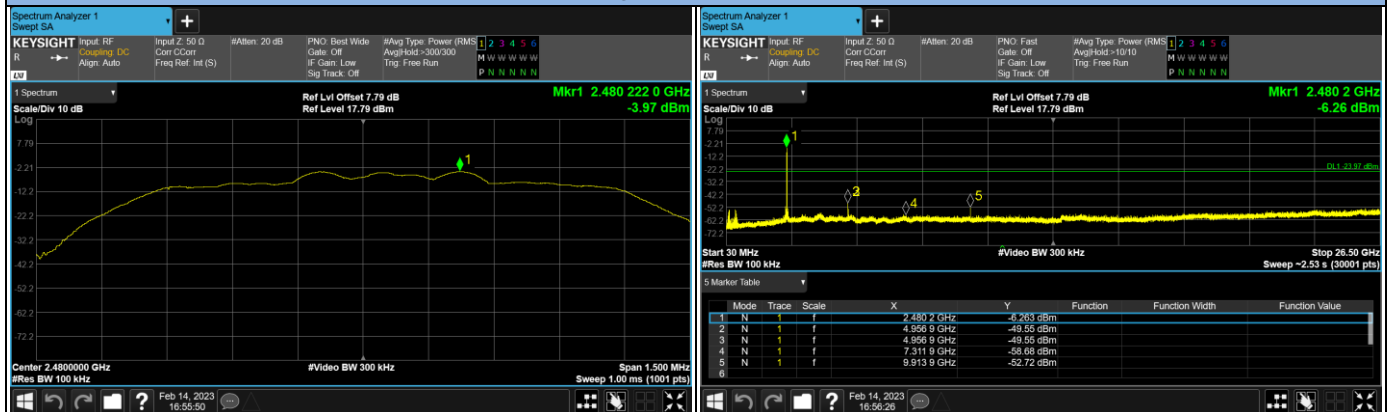 Spectrum Analyzer 1
Swept SA
+
KEYSIGHT Input: RF Input Z: 50 Ω #Atten: 20 dB PNO: Best Wide #Avg Type: Power (RMS 1 2 3 4 5 6
R Coupling: DC Corr CCorr Gate: Off Avg|Hold:>300/300 M W W W W W
Align: Auto Freq Ref: Int (S) IF Gain: Low Trig: Free Run
Sig Track: Off P N N N N N
LXI
1 Spectrum
Ref Lvl Offset 7.79 dB Mkr1 2.480 222 0 GHz
Scale/Div 10 dB Ref Level 17.79 dBm -3.97 dBm
Log
7.79
1
-2.21
-12.2
-22.2
-32.2
-42.2
-52.2
-62.2
-72.2
Center 2.4800000 GHz #Video BW 300 kHz Span 1.500 MHz
#Res BW 100 kHz Sweep 1.00 ms (1001 pts)
?
Feb 14, 2023
16:55:50
Spectrum Analyzer 1
Swept SA
+
KEYSIGHT Input: RF Input Z: 50 Ω #Atten: 20 dB PNO: Fast #Avg Type: Power (RMS 1 2 3 4 5 6
R Coupling: DC Corr CCorr Gate: Off Avg|Hold:>10/10 M W W W W W
Align: Auto Freq Ref: Int (S) IF Gain: Low Trig: Free Run
Sig Track: Off P N N N N N
LXI
1 Spectrum
Ref Lvl Offset 7.79 dB Mkr1 2.480 2 GHz
Scale/Div 10 dB Ref Level 17.79 dBm -6.26 dBm
Log
7.79
1
-2.21
-12.2
DL1 -23.97 dBm
-22.2
-32.2
2
5
-42.2
4
-52.2
-62.2
-72.2
Start 30 MHz #Video BW 300 kHz Stop 26.50 GHz
#Res BW 100 kHz Sweep ~2.53 s (30001 pts)
5 Marker Table
Mode Trace Scale X Y Function Function Width Function Value
1 N 1 f 2.480 2 GHz -6.263 dBm
2 N 1 f 4.956 9 GHz -49.55 dBm
3 N 1 f 4.956 9 GHz -49.55 dBm
4 N 1 f 7.311 9 GHz -58.68 dBm
5 N 1 f 9.913 9 GHz -52.72 dBm
6
?
Feb 14, 2023
16:56:26